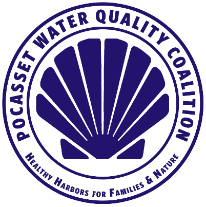 POCASSET WATER QUALITY COALITION
HEALTHY HARBORS FOR FAMILIES & NATURE